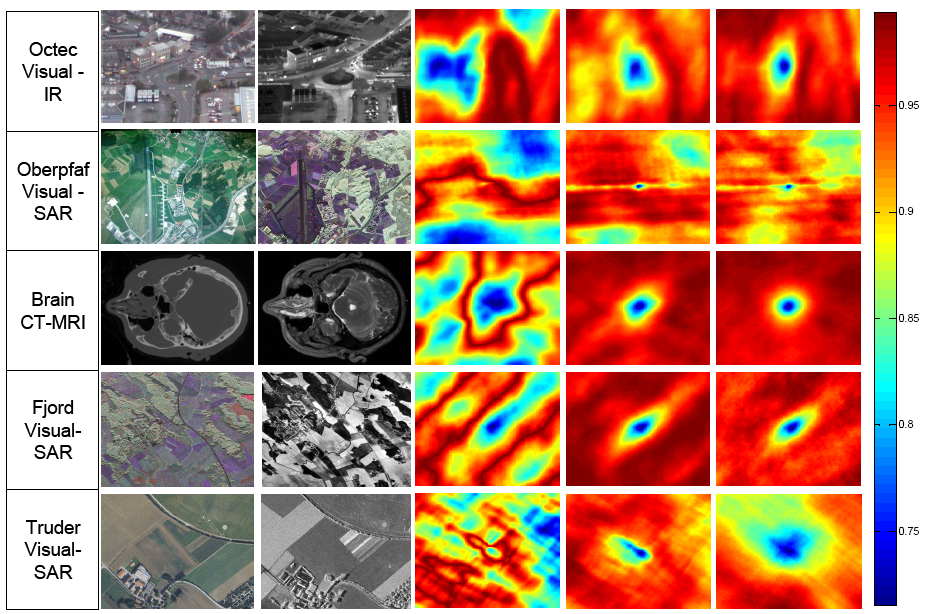 Octec
Visual -
IR
Oberpfaf
Visual -
SAR
Brain
CT-MRI
Fjord
Visual-
SAR
Truder
Visual-
SAR
0.95
0.9
0.85
0.8
0.75